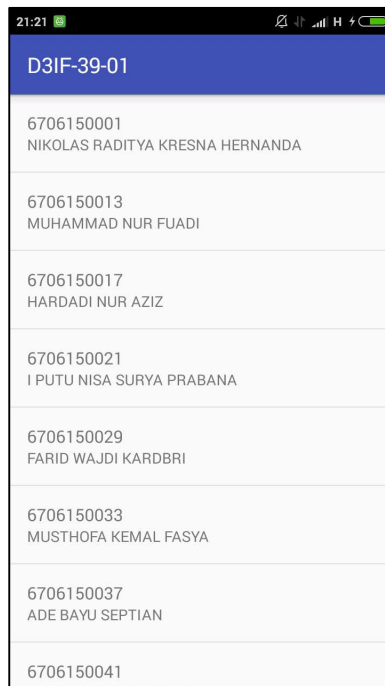 21:21
H
D3IF-39-01
6706150001
NIKOLAS RADITYA KRESNA HERNANDA
6706150013
MUHAMMAD NUR FUADI
6706150017
HARDADI NUR AZIZ
6706150021
I PUTU NISA SURYA PRABANA
6706150029
FARID WAJDI KARDBRI
6706150033
MUSTHOFA KEMAL FASYA
6706150037
ADE BAYU SEPTIAN
6706150041